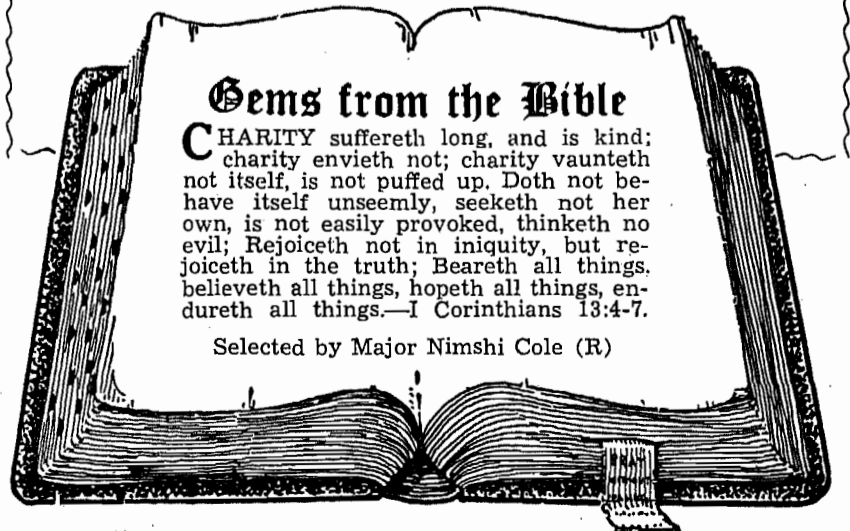 Gems from the Bible
CHARITY suffereth long, and is kind;
charity envieth not; charity vaunteth
not itself, is not puffed up. Doth not be-
have itself unseemly, seeketh not her
own, is not easily provoked, thinketh no
evil; Rejoiceth not in iniquity, but re-
joiceth in the truth; Beareth all things,
believeth all things, hopeth all things, en-
dureth all things.—I Corinthians 13:4-7.
Selected by Major Nimshi Cole (R)